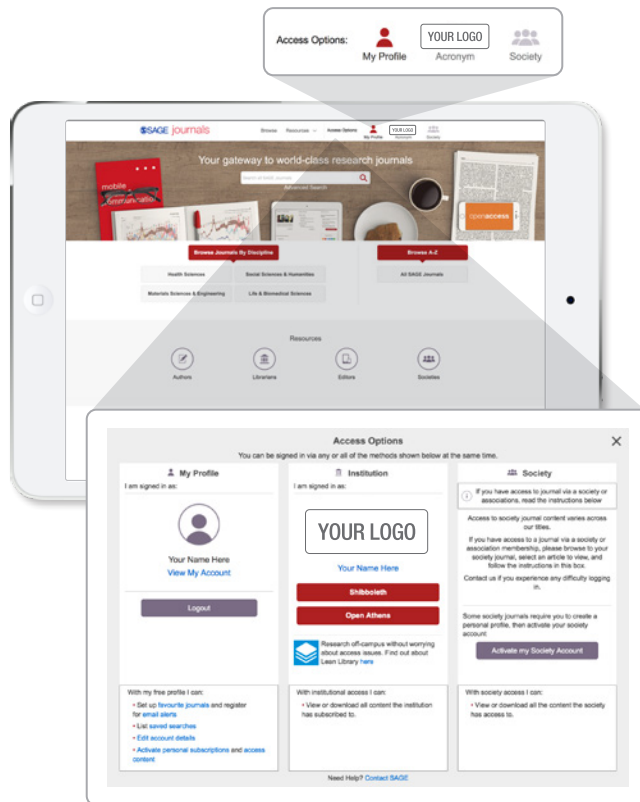 Access Options:
My Profile
YOUR LOGO
Acronym
Society
SAGE journals
Browse
Resources
Access Options:
My Profile
YOUR LOGO
Acronym
Society
Your gateway to world-class research journals
Search all SAGE journals
Advanced Search
mobile
communication
openaccess
Browse Journals By Discipline
Browse A-Z
Health Sciences
Social Sciences & Humanities
All SAGE Journals
Materials Sciences & Engineering
Life & Biomedical Sciences
Resources
Authors
Librarians
Editors
Societies
Access Options
You can be signed in via any or all of the methods shown below at the same time.
My Profile
I am signed in as:
Your Name Here
View My Account
Logout
With my free profile I can:
• Set up favourite journals and register
for email alerts
• List saved searches
• Edit account details
• Activate personal subscriptions and access
content
Institution
I am signed in as:
YOUR LOGO
Your Name Here
Shibboleth
Open Athens
Research off-campus without worrying
about access issues. Find out about
Lean Library here
With institutional access I can:
• View or download all content the institution
has subscribed to.
Society
If you have access to journal via a society or
associations, read the instructions below
Access to society journal content varies across
our titles.
If you have access to a journal via a society or
association membership, please browse to your
society journal, select an article to view, and
follow the instructions in this box.
Contact us if you experience any difficulty logging
in.
Some society journals require you to create a
personal profile, then activate your society
account
Activate my Society Account
With society access I can:
• View or download all the content the society
has access to.
Need Help? Contact SAGE